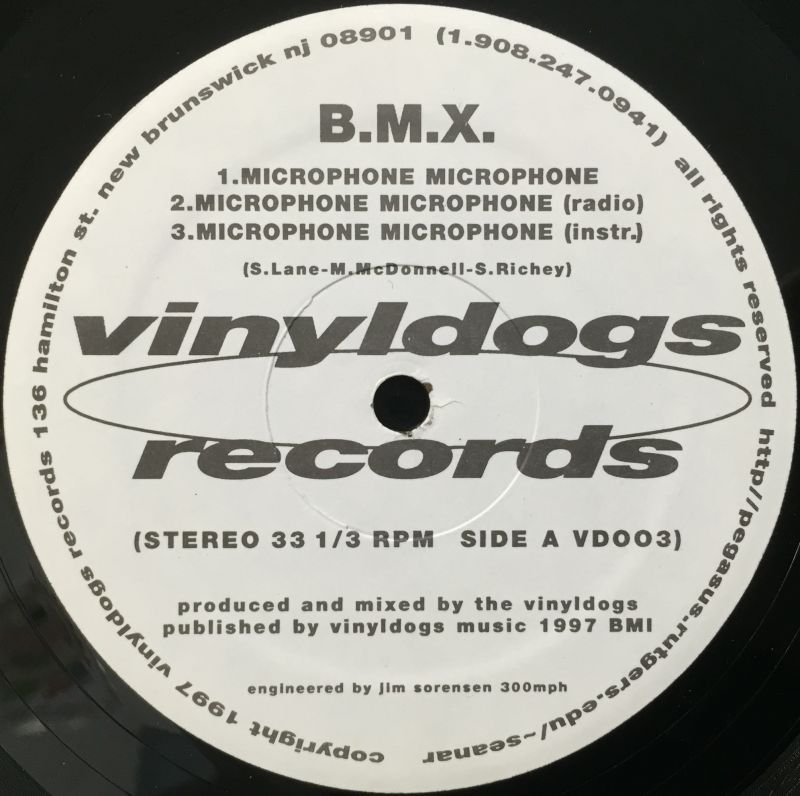 B.M.X.
1.MICROPHONE MICROPHONE
2.MICROPHONE MICROPHONE (radio)
3.MICROPHONE MICROPHONE (instr.)
(S.Lane-M.McDonnell-S.Richey)
vinyldogs
records
(STEREO 33 1/3 RPM SIDE A VD003)
produced and mixed by the vinyldogs
published by vinyldogs music 1997 BMI
engineered by jim sorensen 300mph
copyright 1997 vinyldogs records 136 hamilton st. new brunswick nj 08901 (1.908.247.0941) all rights reserved http//pegasus.rutgers.edu/~seanar